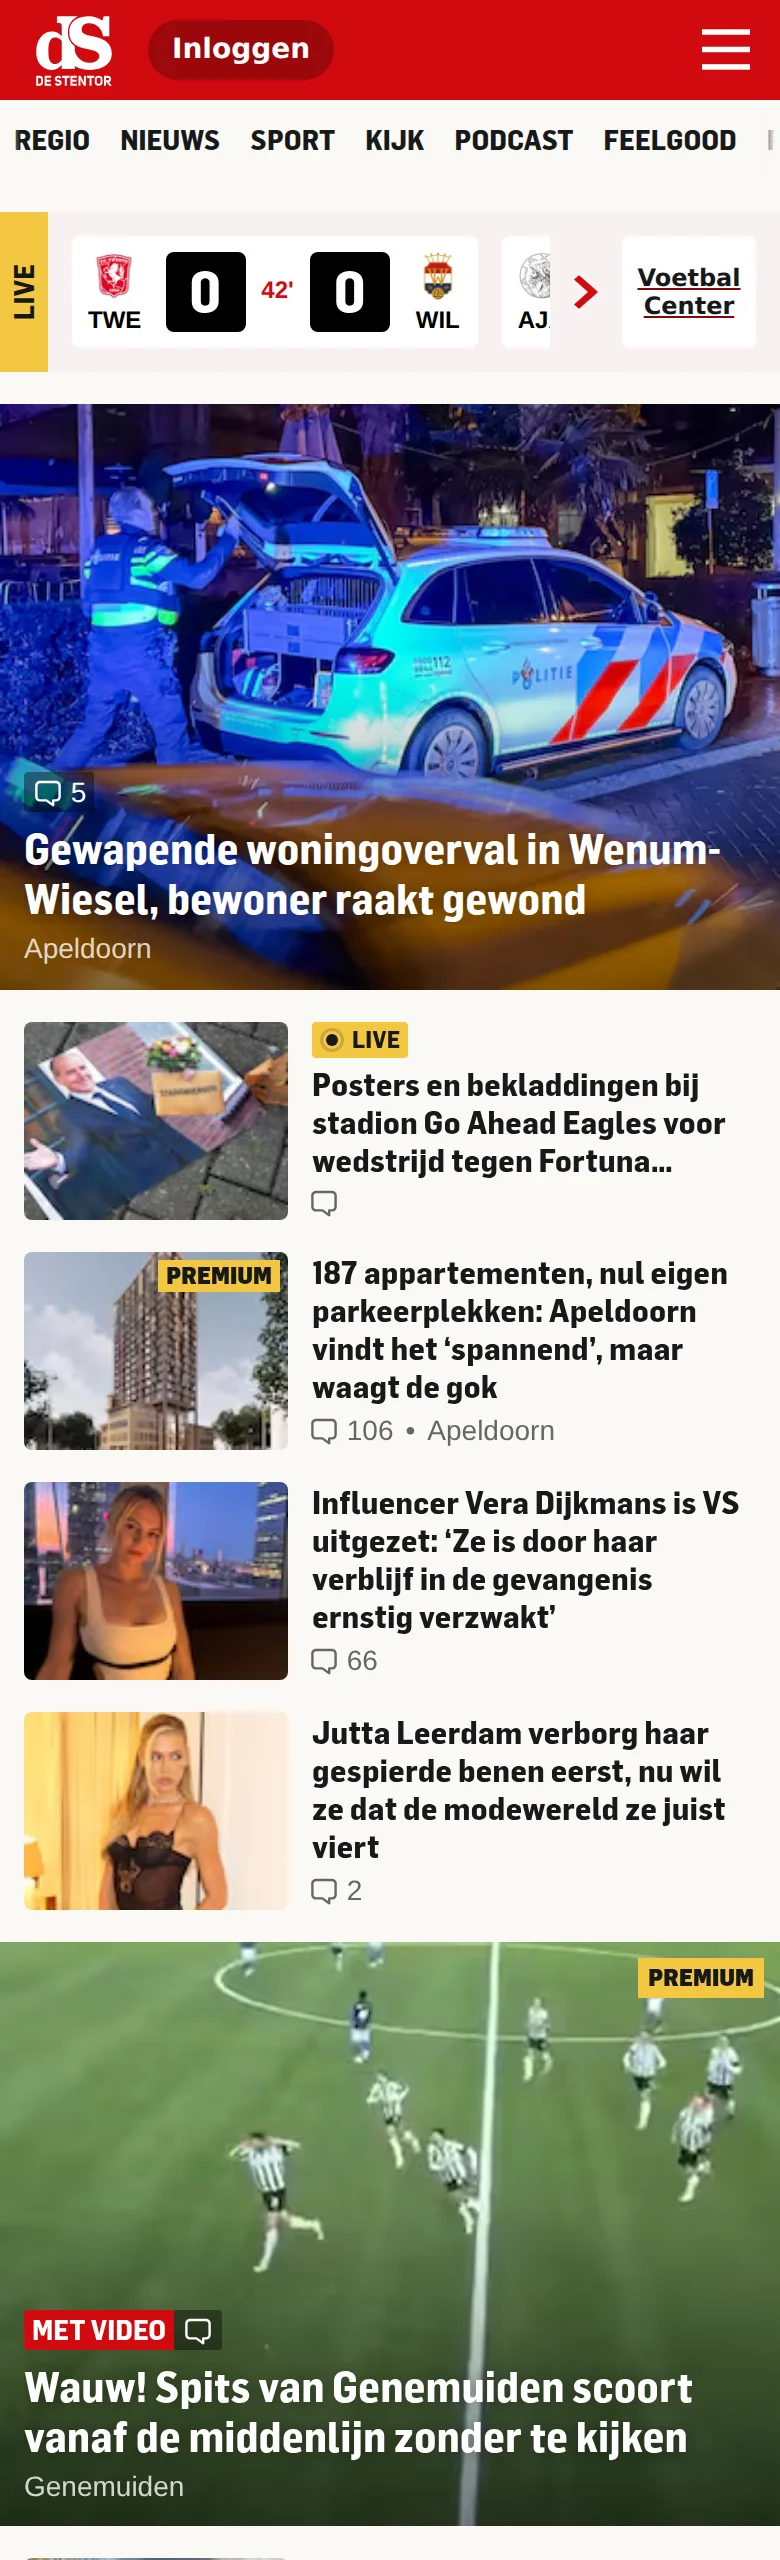 dS
DE STENTOR
Inloggen
REGIO NIEUWS SPORT KIJK PODCAST FEELGOOD
LIVE
TWE
0
42'
0
WIL
AJ
Voetbal
Center
112
POLITIE
5
Gewapende woningoverval in Wenum-
Wiesel, bewoner raakt gewond
Apeldoorn
LIVE
Posters en bekladdingen bij
stadion Go Ahead Eagles voor
wedstrijd tegen Fortuna...
PREMIUM
187 appartementen, nul eigen
parkeerplekken: Apeldoorn
vindt het ‘spannend’, maar
waagt de gok
106 • Apeldoorn
Influencer Vera Dijkmans is VS
uitgezet: ‘Ze is door haar
verblijf in de gevangenis
ernstig verzwakt’
66
Jutta Leerdam verborg haar
gespierde benen eerst, nu wil
ze dat de modewereld ze juist
viert
2
PREMIUM
MET VIDEO
Wauw! Spits van Genemuiden scoort
vanaf de middenlijn zonder te kijken
Genemuiden